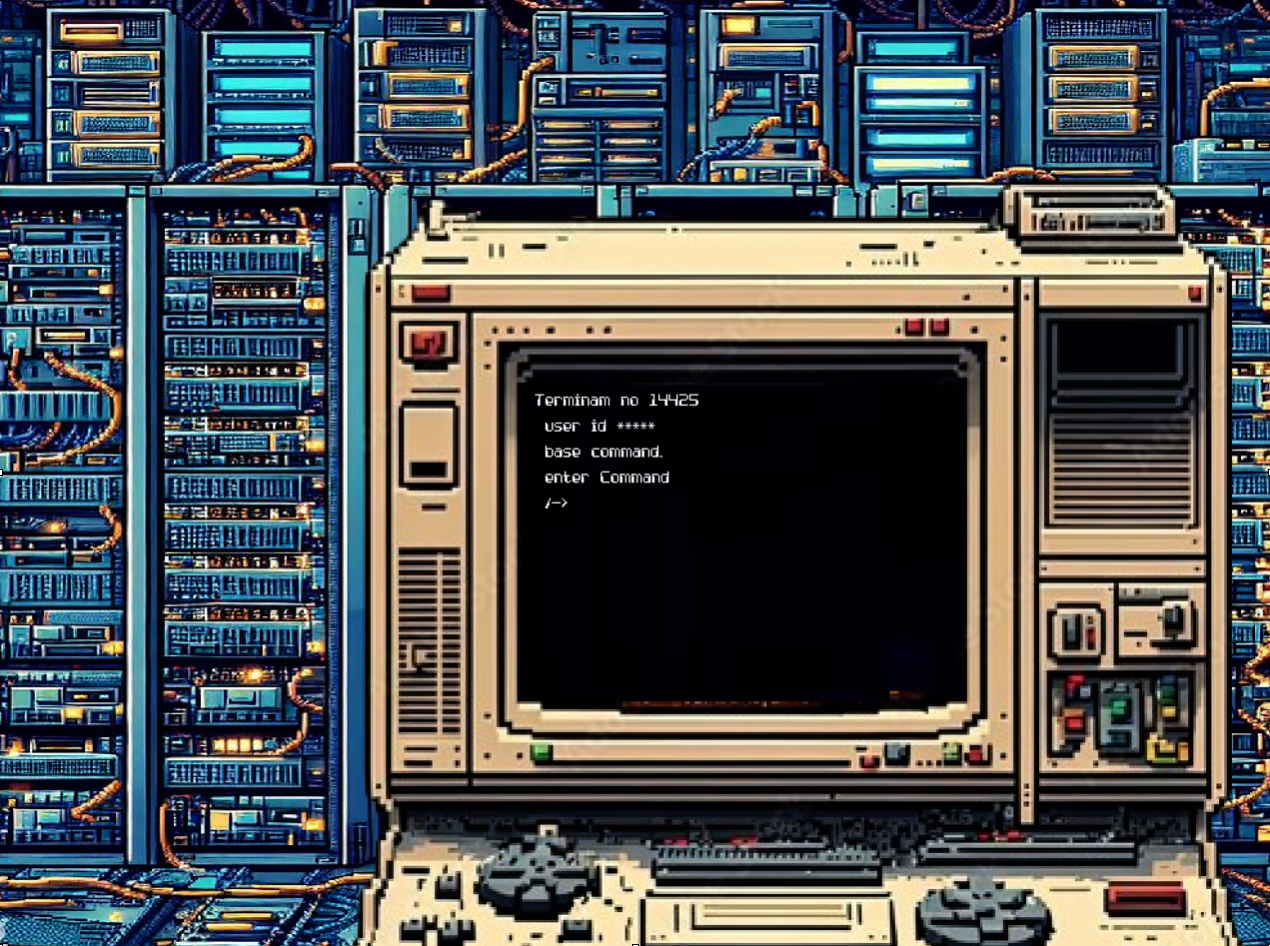 Terminam no 14425
user id *****
base command.
enter Command
/->